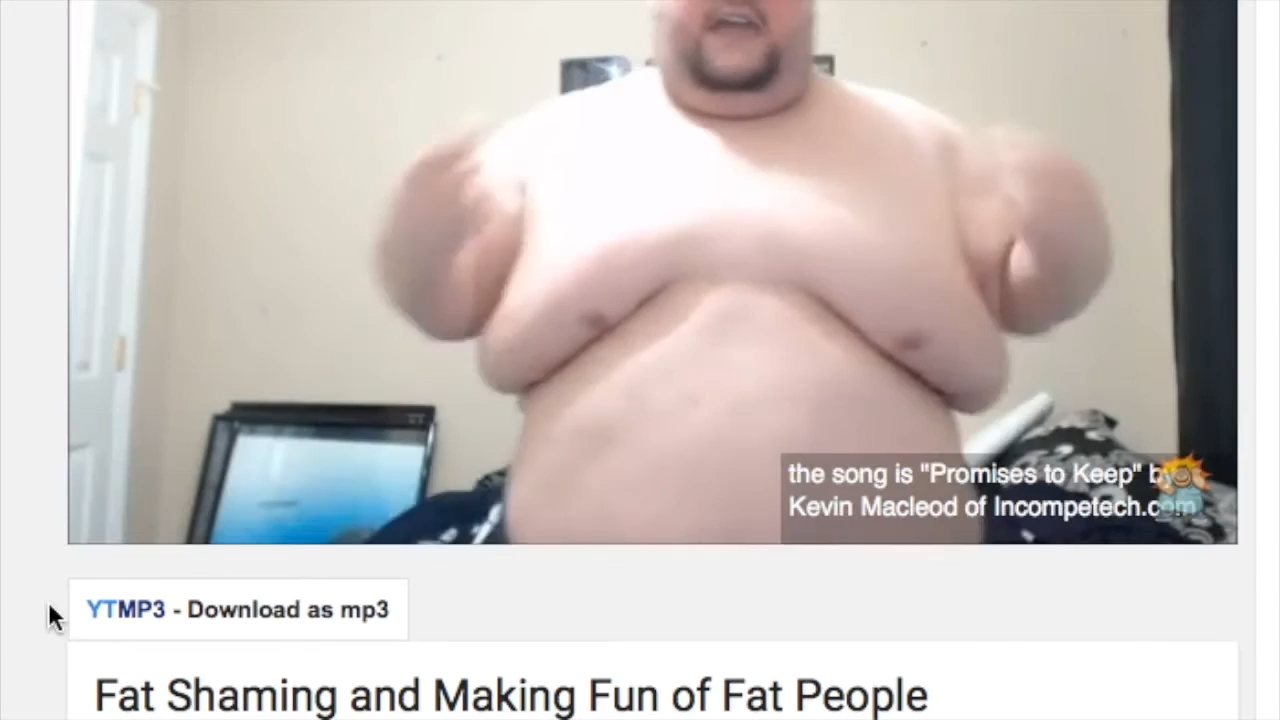 the song is "Promises to Keep" by
Kevin Macleod of Incompetech.com
YTMP3 - Download as mp3
Fat Shaming and Making Fun of Fat People